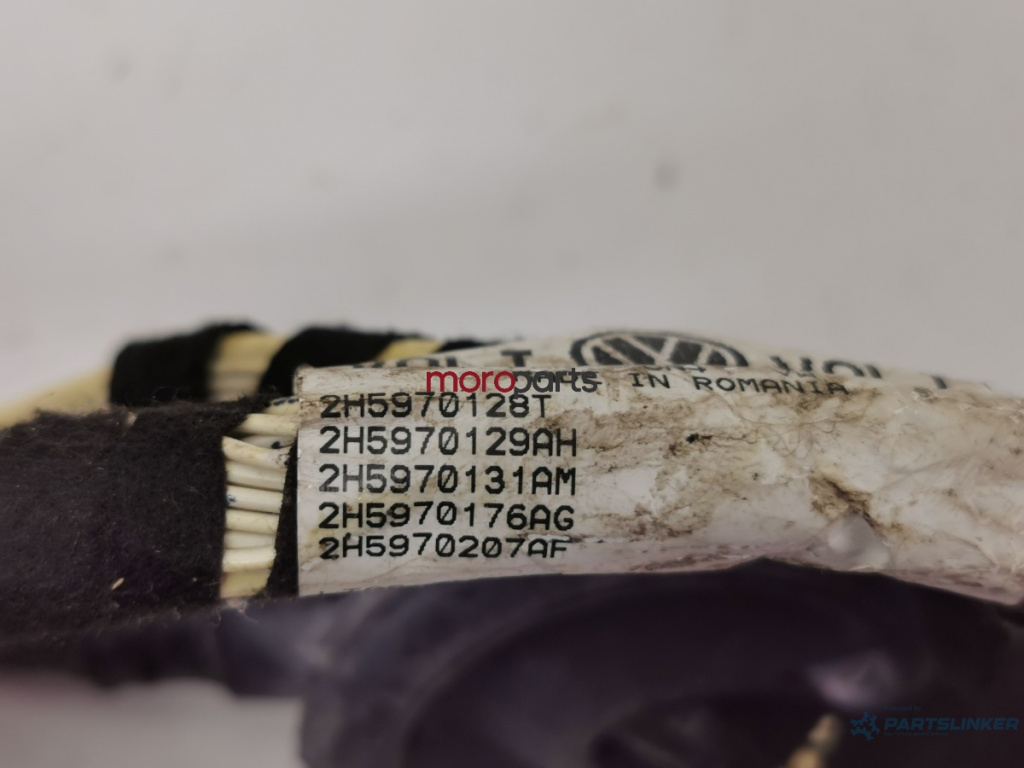 moroparts
IN ROMANIA
2H5970128T
2H5970129AH
2H5970131AM
2H5970176AG
2H5970207AF
PARTSLINKER